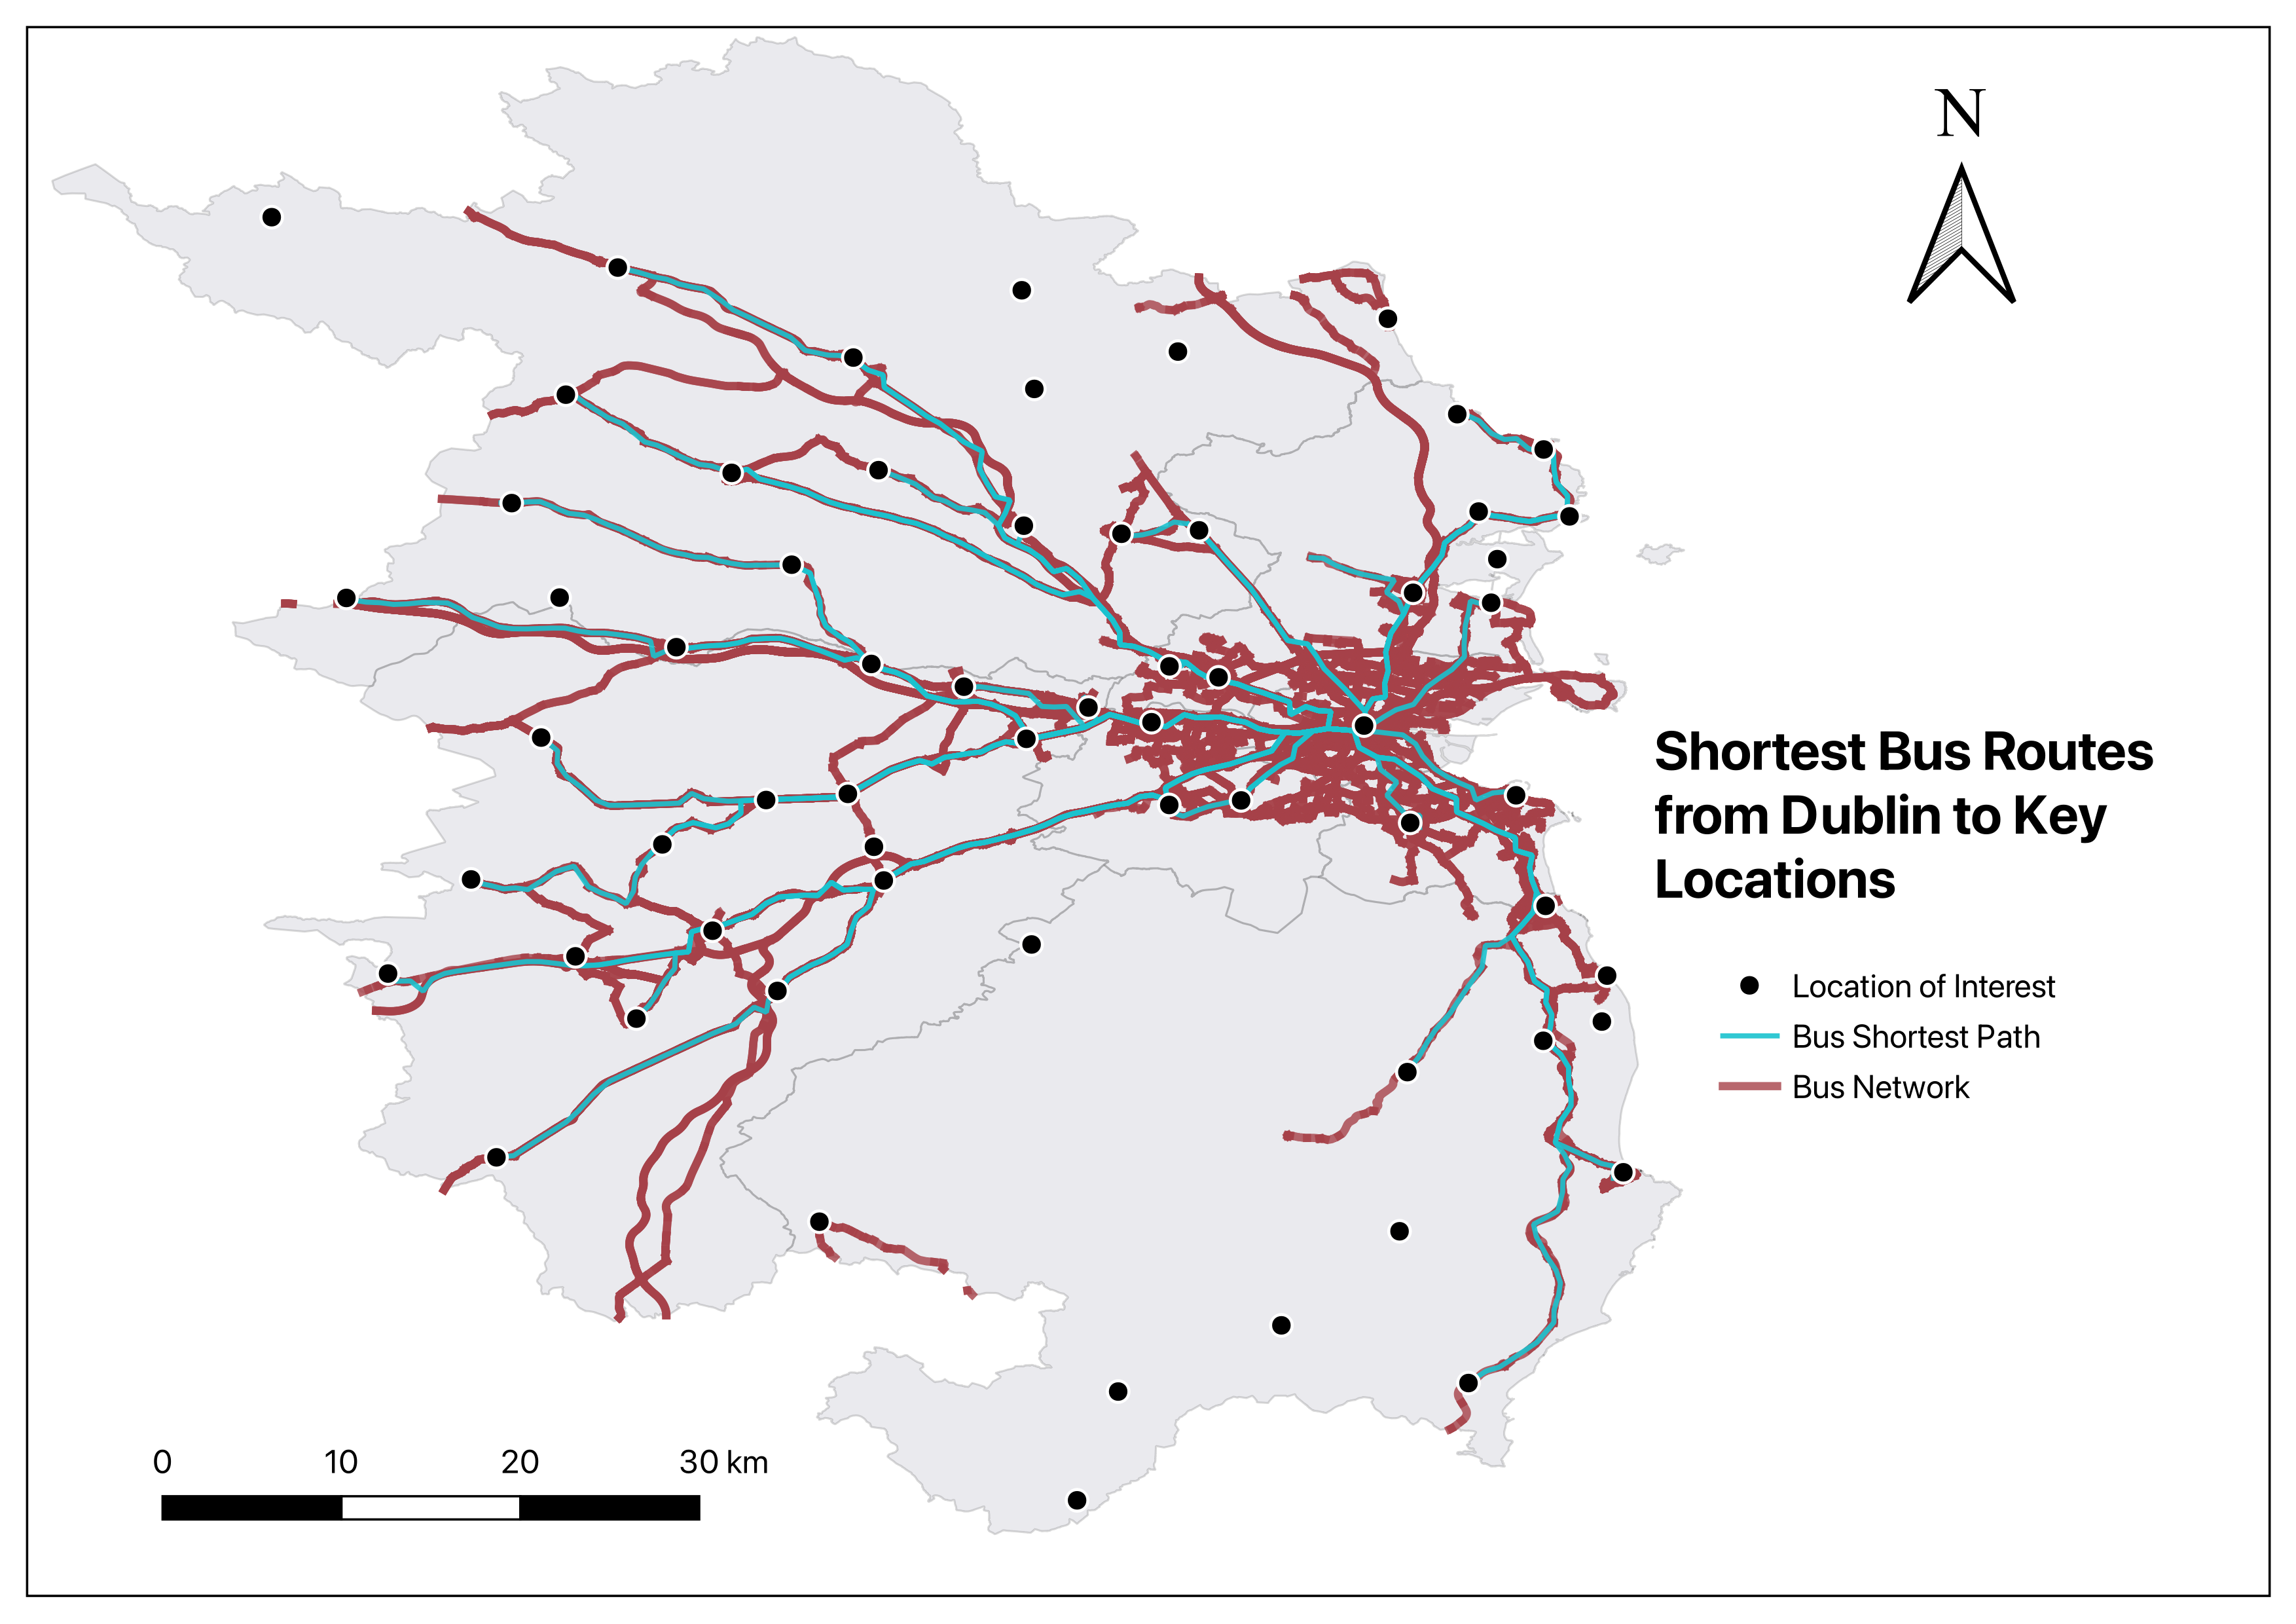 N
Shortest Bus Routes
from Dublin to Key
Locations
Location of Interest
Bus Shortest Path
Bus Network
0 10 20 30 km